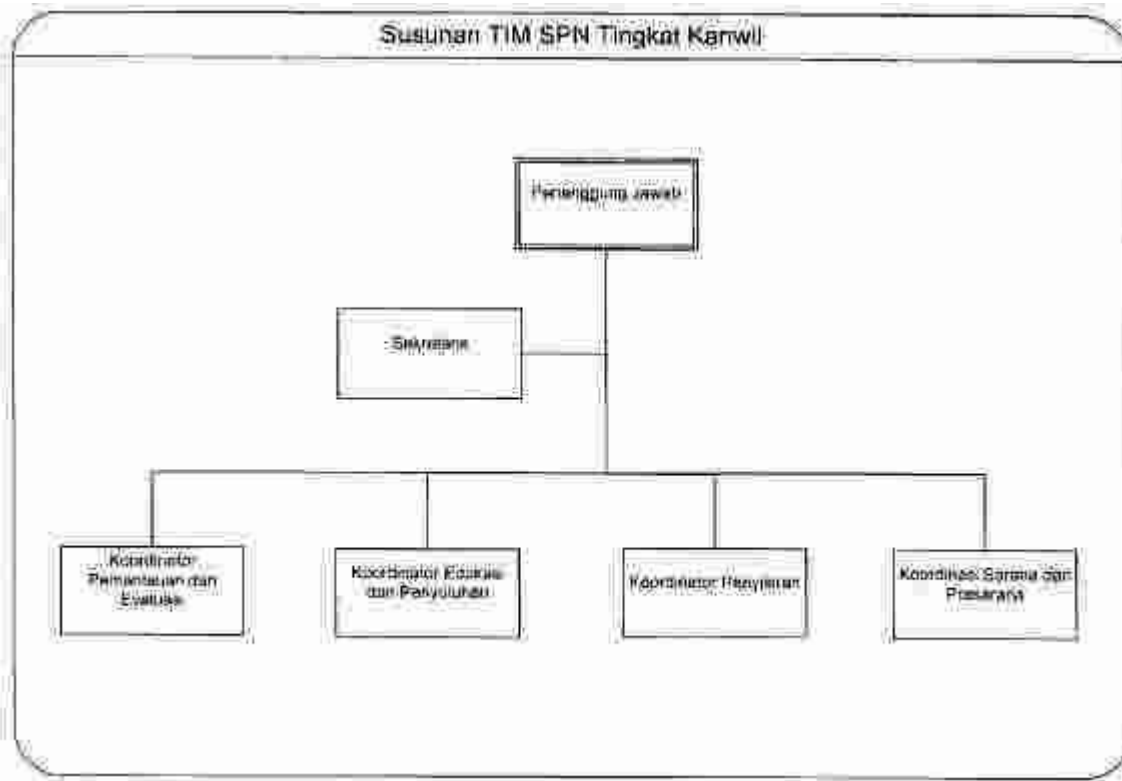 Susunan TIM SPN Tingkat Kanwil
Penanggung Jawab
Sekretaris
Koordinator
Pemantauan dan
Evaluasi
Koordinator Edukasi
dan Penyuluhan
Koordinator
Koordinasi Sarana dan
Prasarana